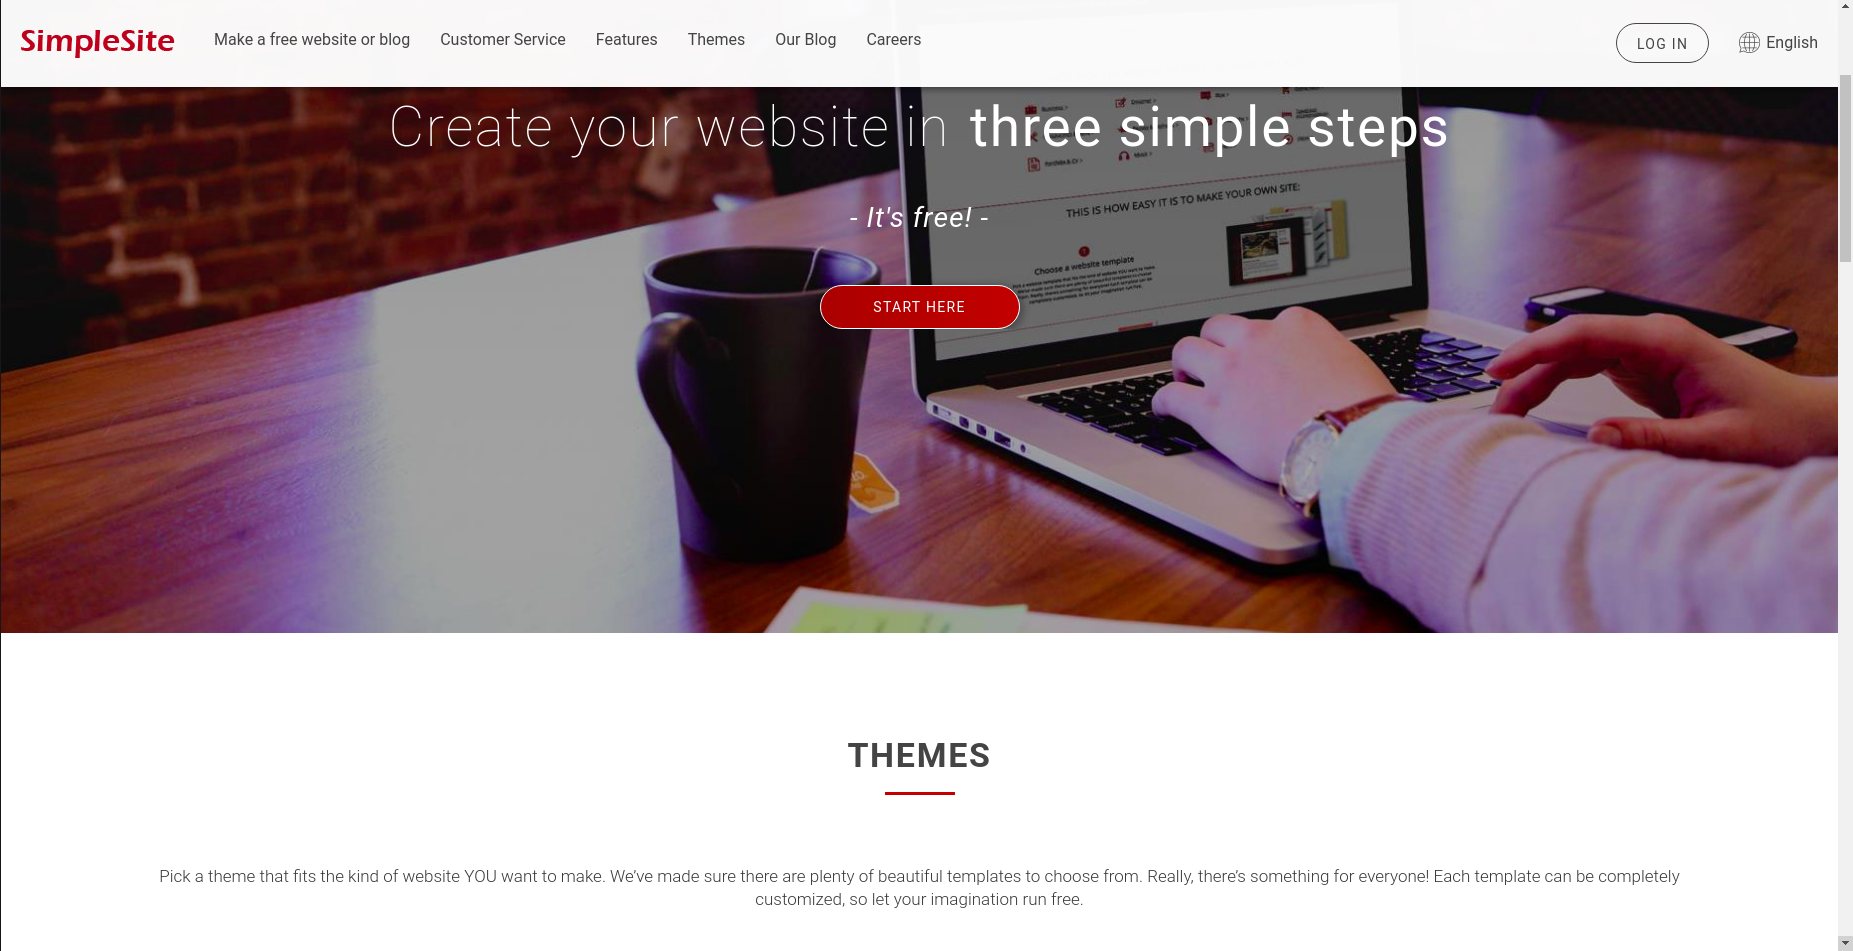 SimpleSite
Make a free website or blog
Customer Service
Features
Themes
Our Blog
Careers
LOG IN
English
Create your website in three simple steps
- It's free! -
START HERE
THIS IS HOW EASY IT IS TO MAKE YOUR OWN SITE:
Choose a website template
THEMES
Pick a theme that fits the kind of website YOU want to make. We've made sure there are plenty of beautiful templates to choose from. Really, there's something for everyone! Each template can be completely
customized, so let your imagination run free.